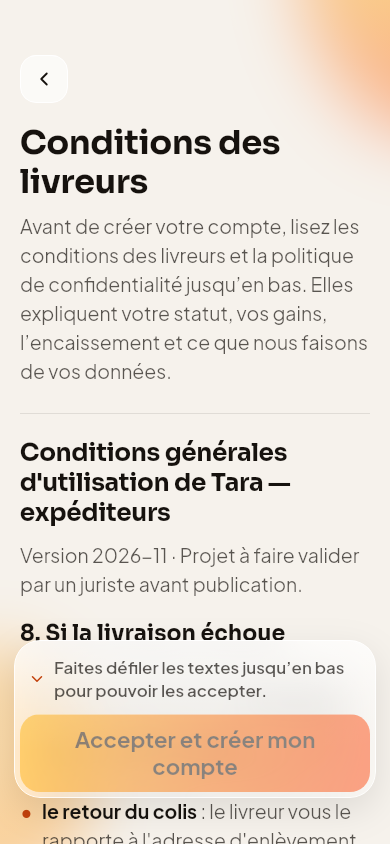 Conditions des
livreurs
Avant de créer votre compte, lisez les
conditions des livreurs et la politique
de confidentialité jusqu’en bas. Elles
expliquent votre statut, vos gains,
l’encaissement et ce que nous faisons
de vos données.
Conditions générales
d'utilisation de Tara —
expéditeurs
Version 2026-11 · Projet à faire valider
par un juriste avant publication.
8. Si la livraison échoue
Faites défiler les textes jusqu’en bas
pour pouvoir les accepter.
Accepter et créer mon
compte
le retour du colis : le livreur vous le
rapporte à l'adresse d'enlèvement